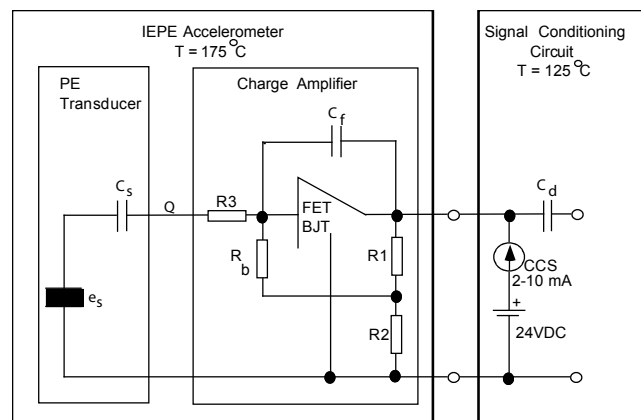 IEPE Accelerometer
T = 175°C
Signal Conditioning
Circuit
T = 125°C
PE
Transducer
Charge Amplifier
Cf
Cs
Q
R3
FET
BJT
Cd
Rb
R1
CCS
2-10 mA
es
R2
+
24VDC